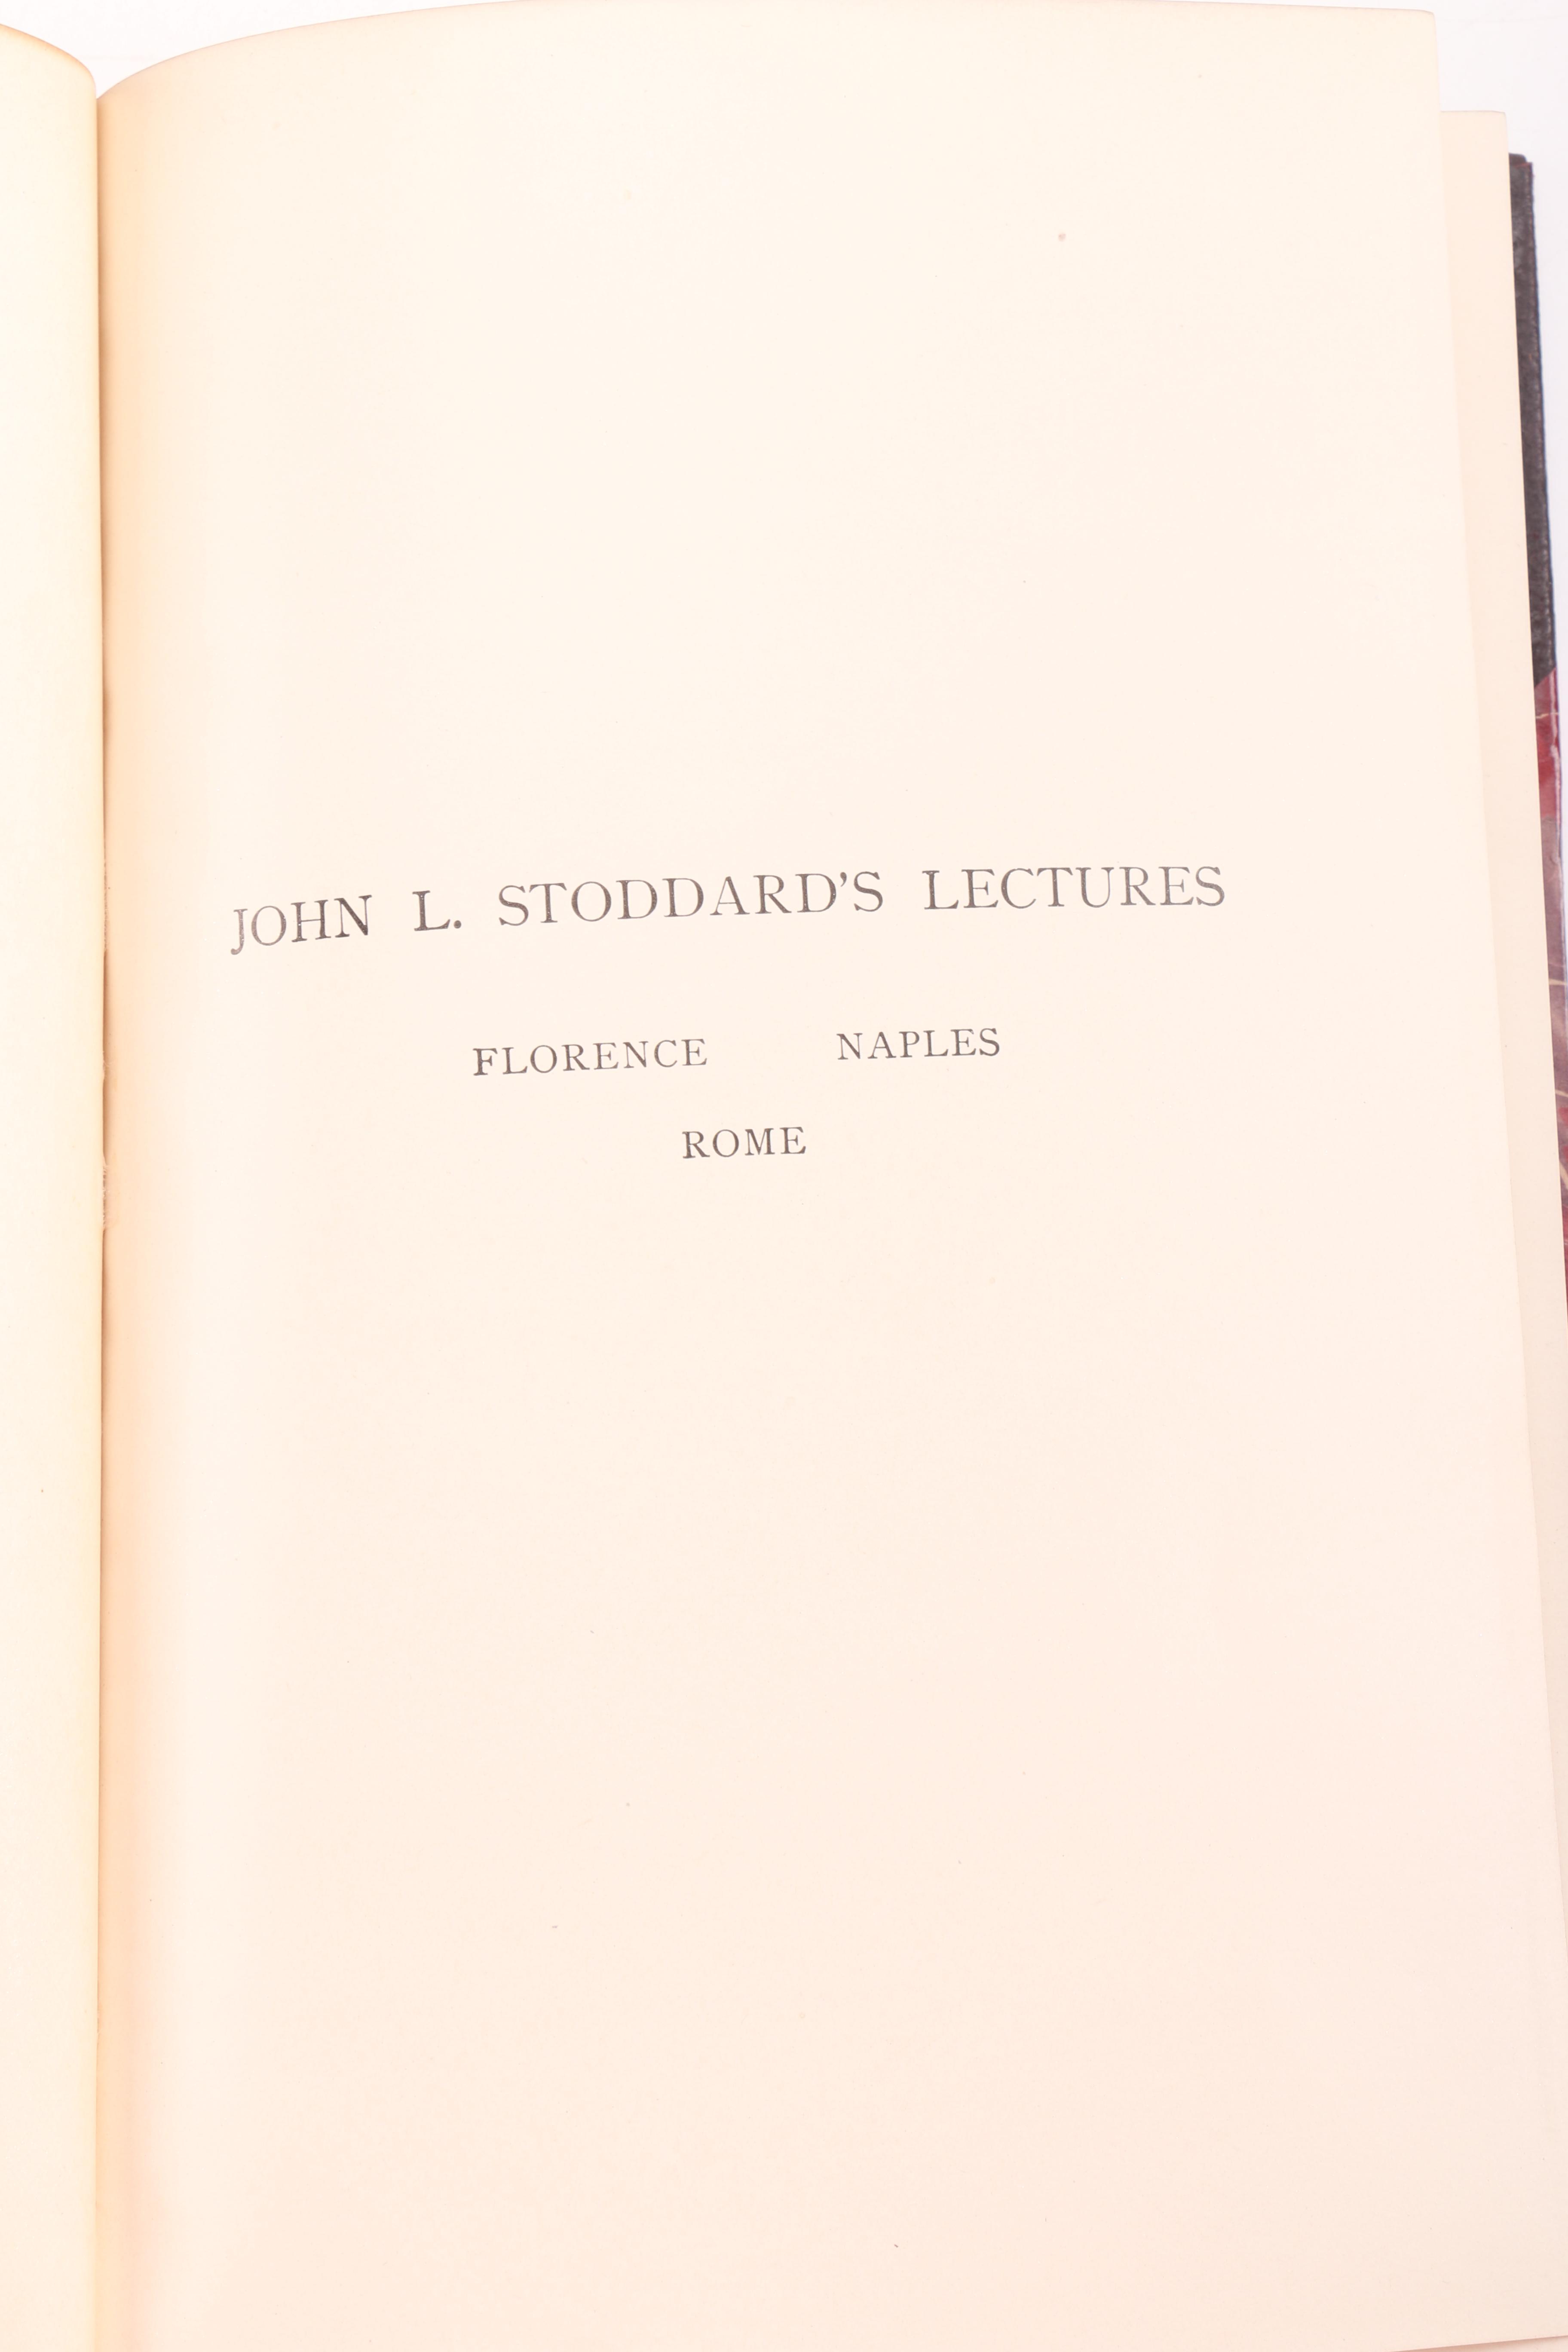 JOHN L. STODDARD'S LECTURES
FLORENCE NAPLES
ROME